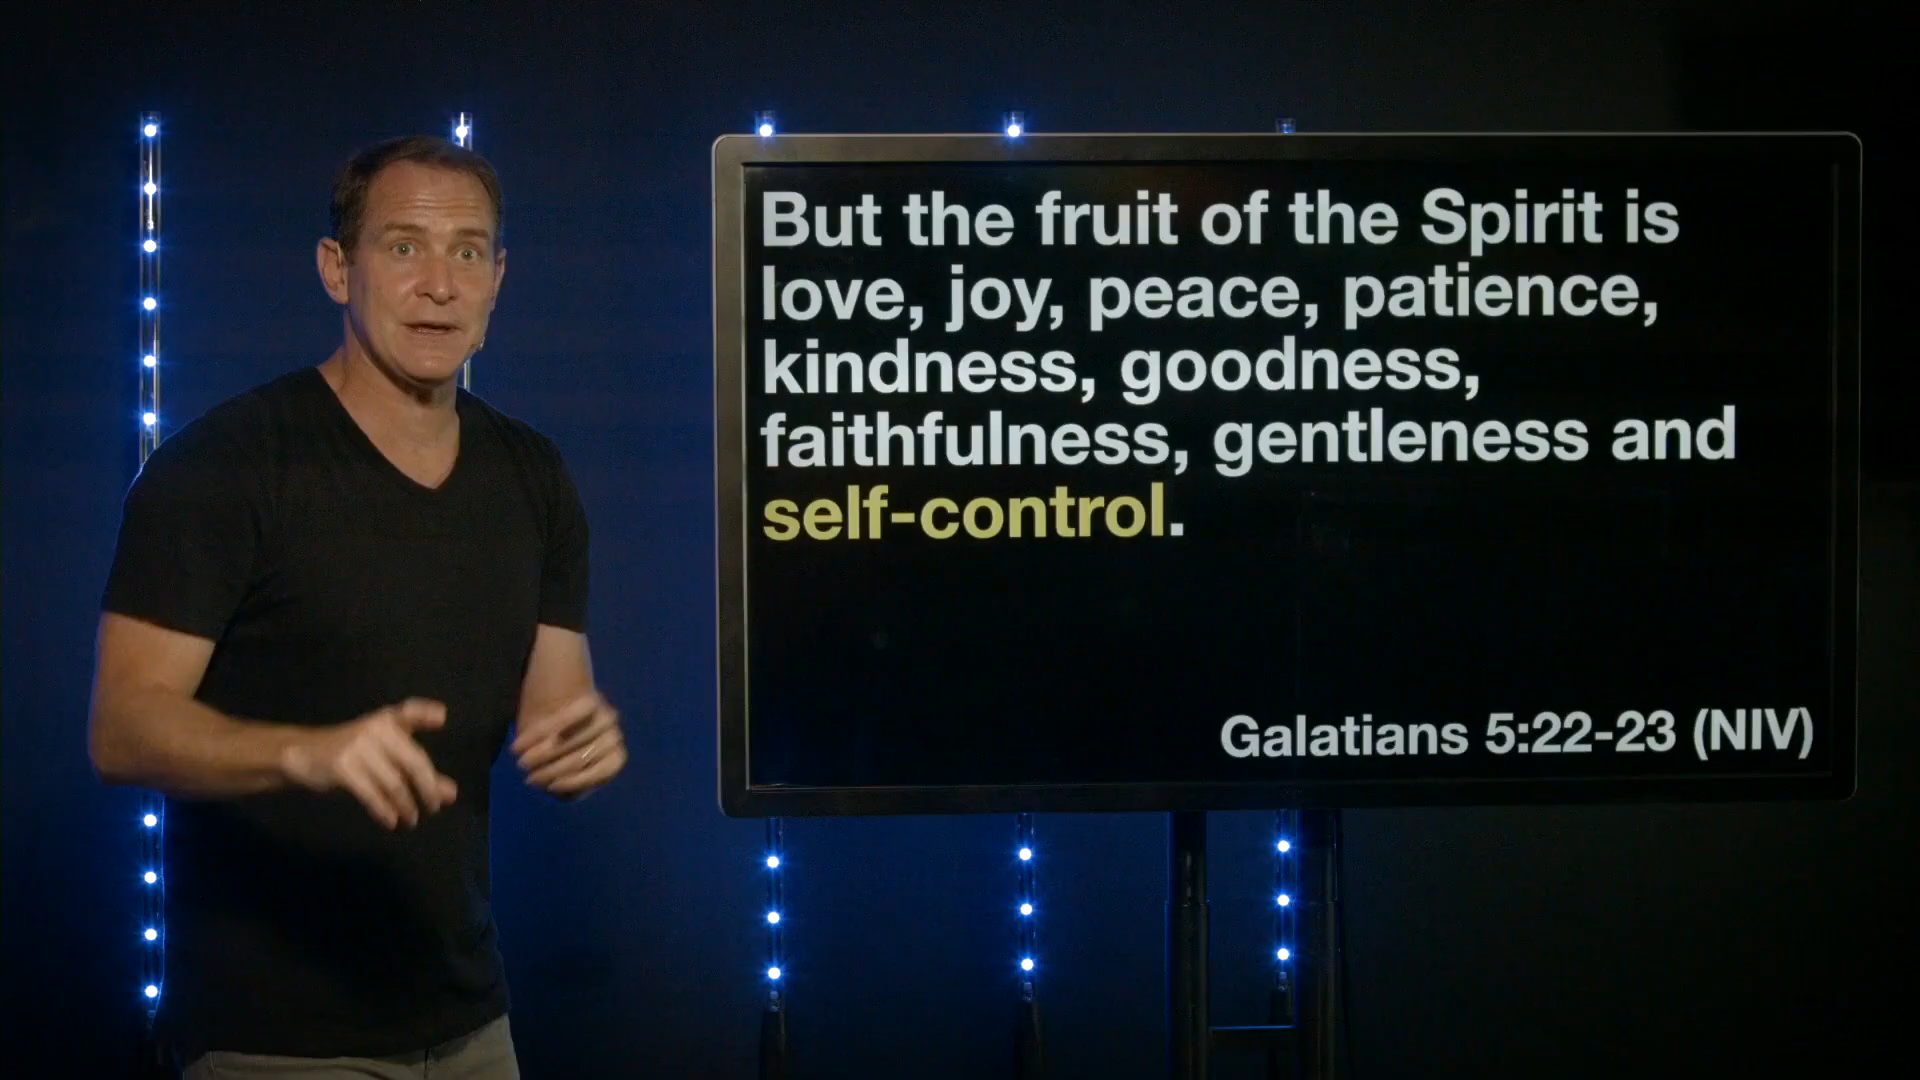 But the fruit of the Spirit is
love, joy, peace, patience,
kindness, goodness,
faithfulness, gentleness and
self-control.
Galatians 5:22-23 (NIV)